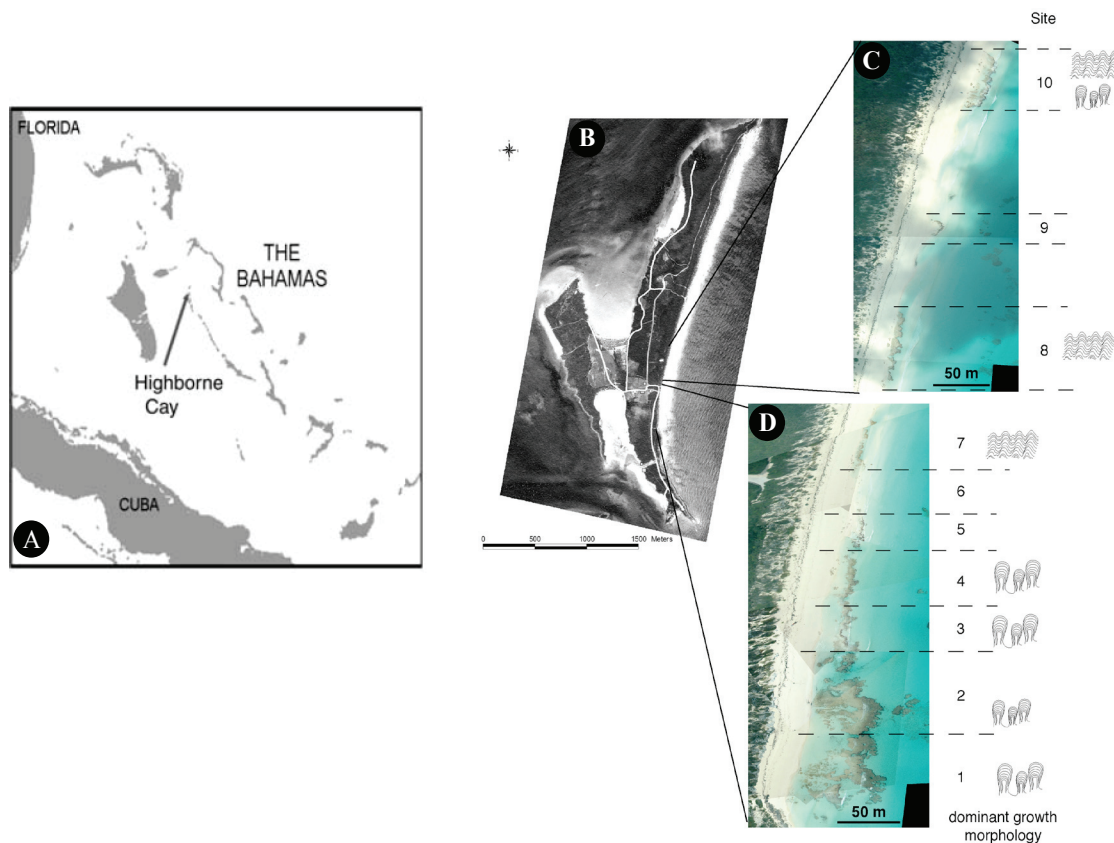 Site
C
10
9
8
50 m
FLORIDA
THE
BAHAMAS
Highborne
Cay
CUBA
A
B
0 500 1000 1500 Meters
D
7
6
5
4
3
2
1
50 m
dominant growth
morphology